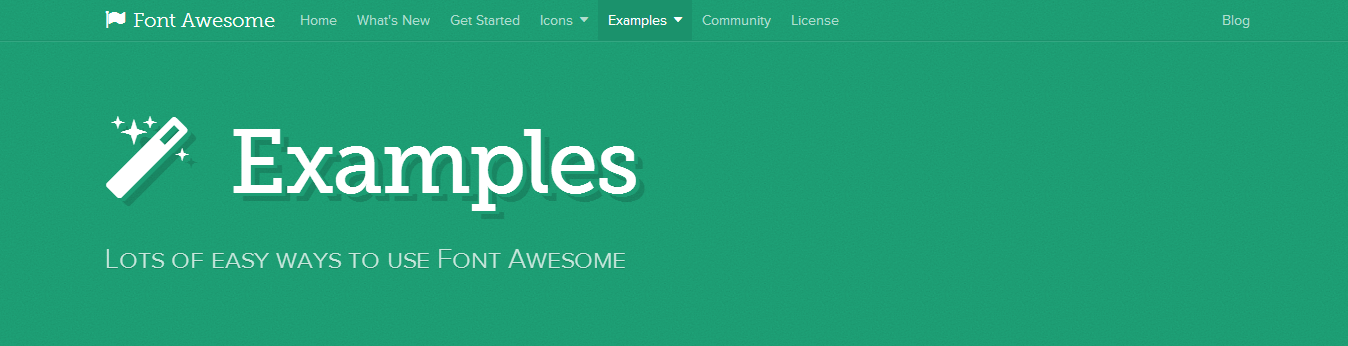 Font Awesome Home What's New Get Started Icons Examples Community License Blog
Examples
Lots of easy ways to use Font Awesome